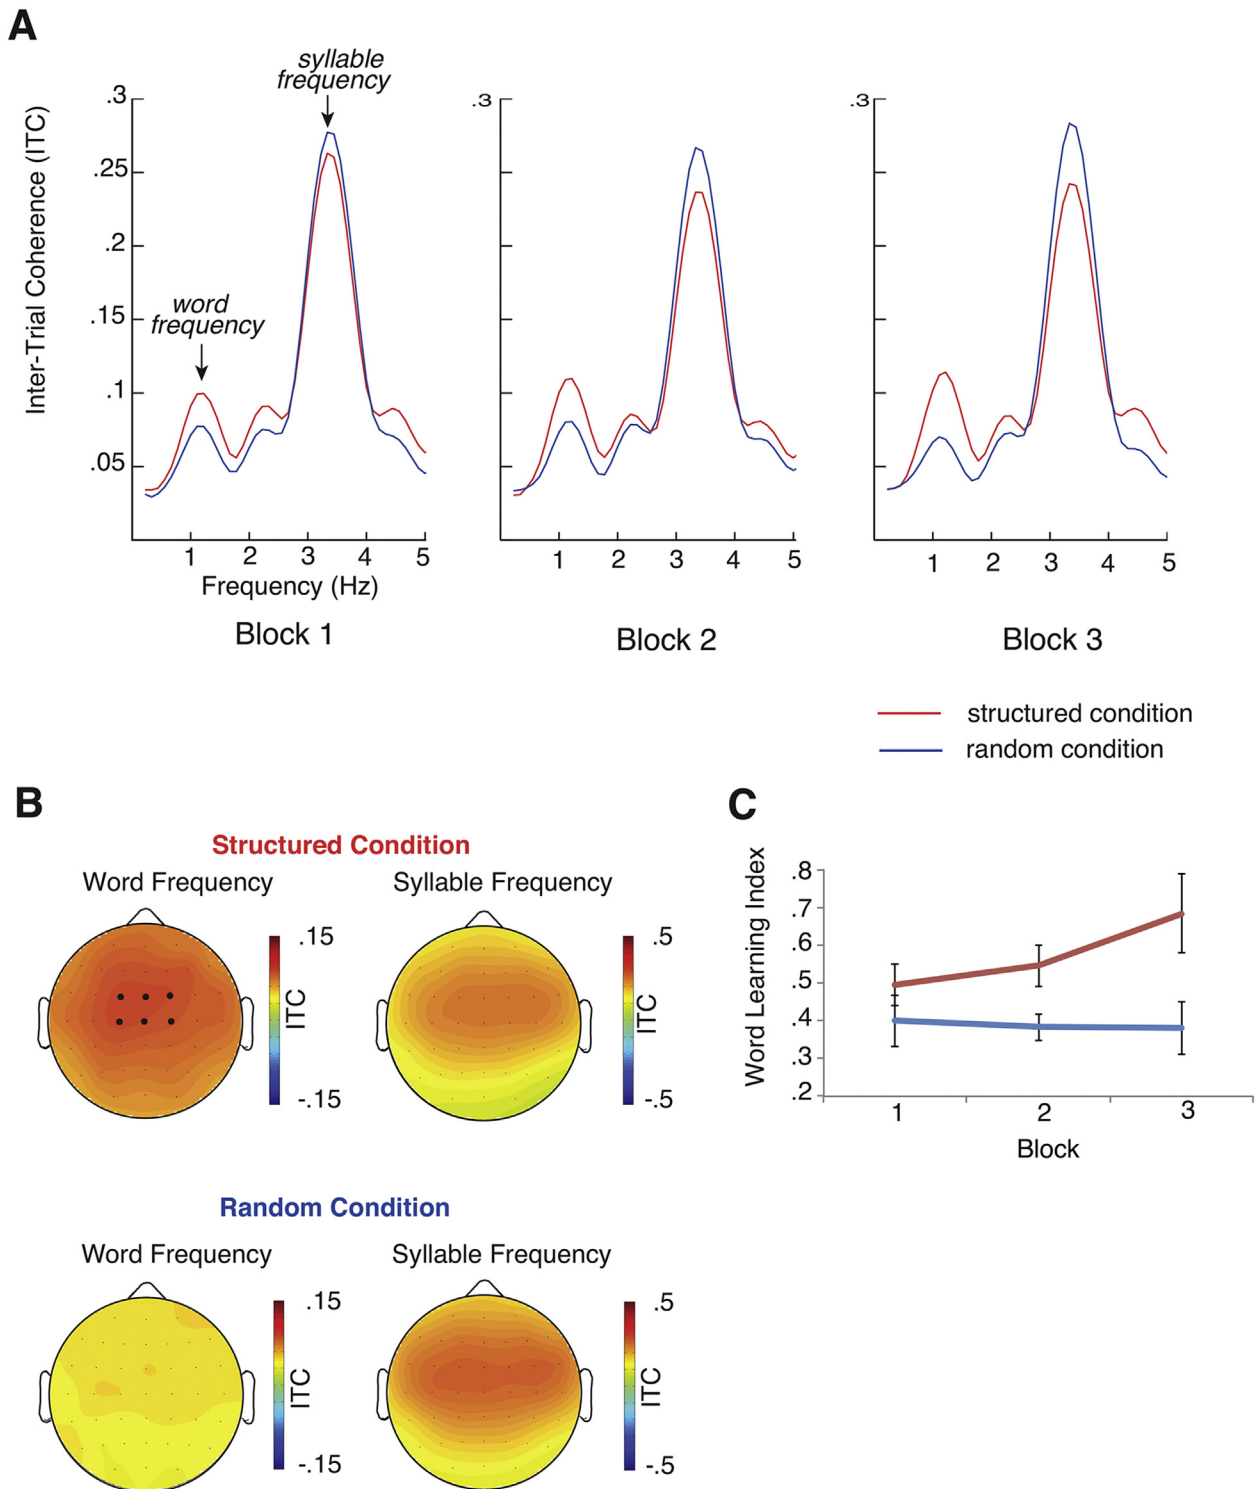 A
syllable
frequency
word
frequency
Inter-Trial Coherence (ITC)
.3
.25
.2
.15
.1
.05
1 2 3 4 5
Frequency (Hz)
Block 1
.3
1 2 3 4 5
Block 2
.3
1 2 3 4 5
Block 3
structured condition
random condition
B
Structured Condition
Word Frequency
.15
ITC
-.15
Syllable Frequency
.5
ITC
-.5
Random Condition
Word Frequency
.15
ITC
-.15
Syllable Frequency
.5
ITC
-.5
C
Word Learning Index
.8
.7
.6
.5
.4
.3
.2
1 2 3
Block